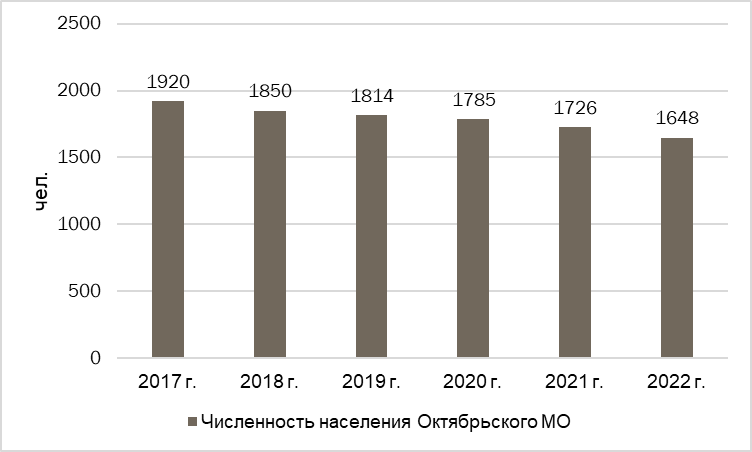 2500
2000
1500
1000
500
0
чел.
1920
1850
1814
1785
1726
1648
2017 г.
2018 г.
2019 г.
2020 г.
2021 г.
2022 г.
Численность населения Октябрьского МО